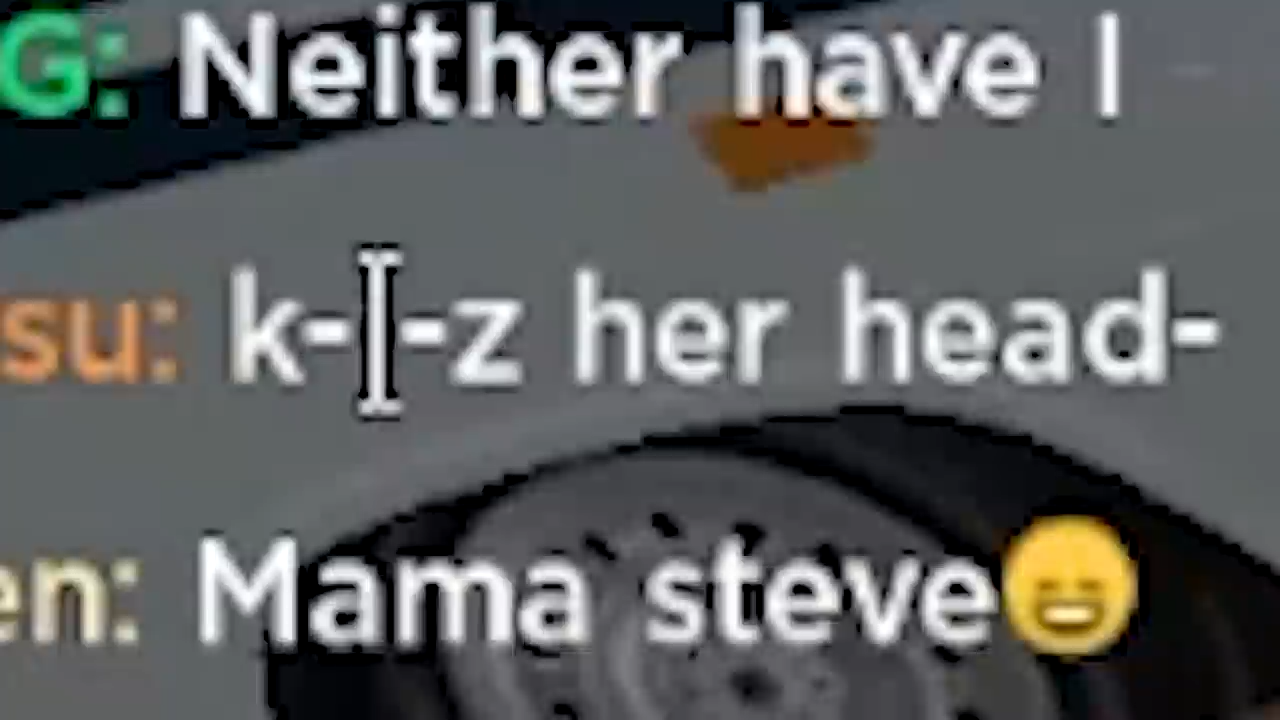 G: Neither have I
su: k-I-z her head-
en: Mama steve😄